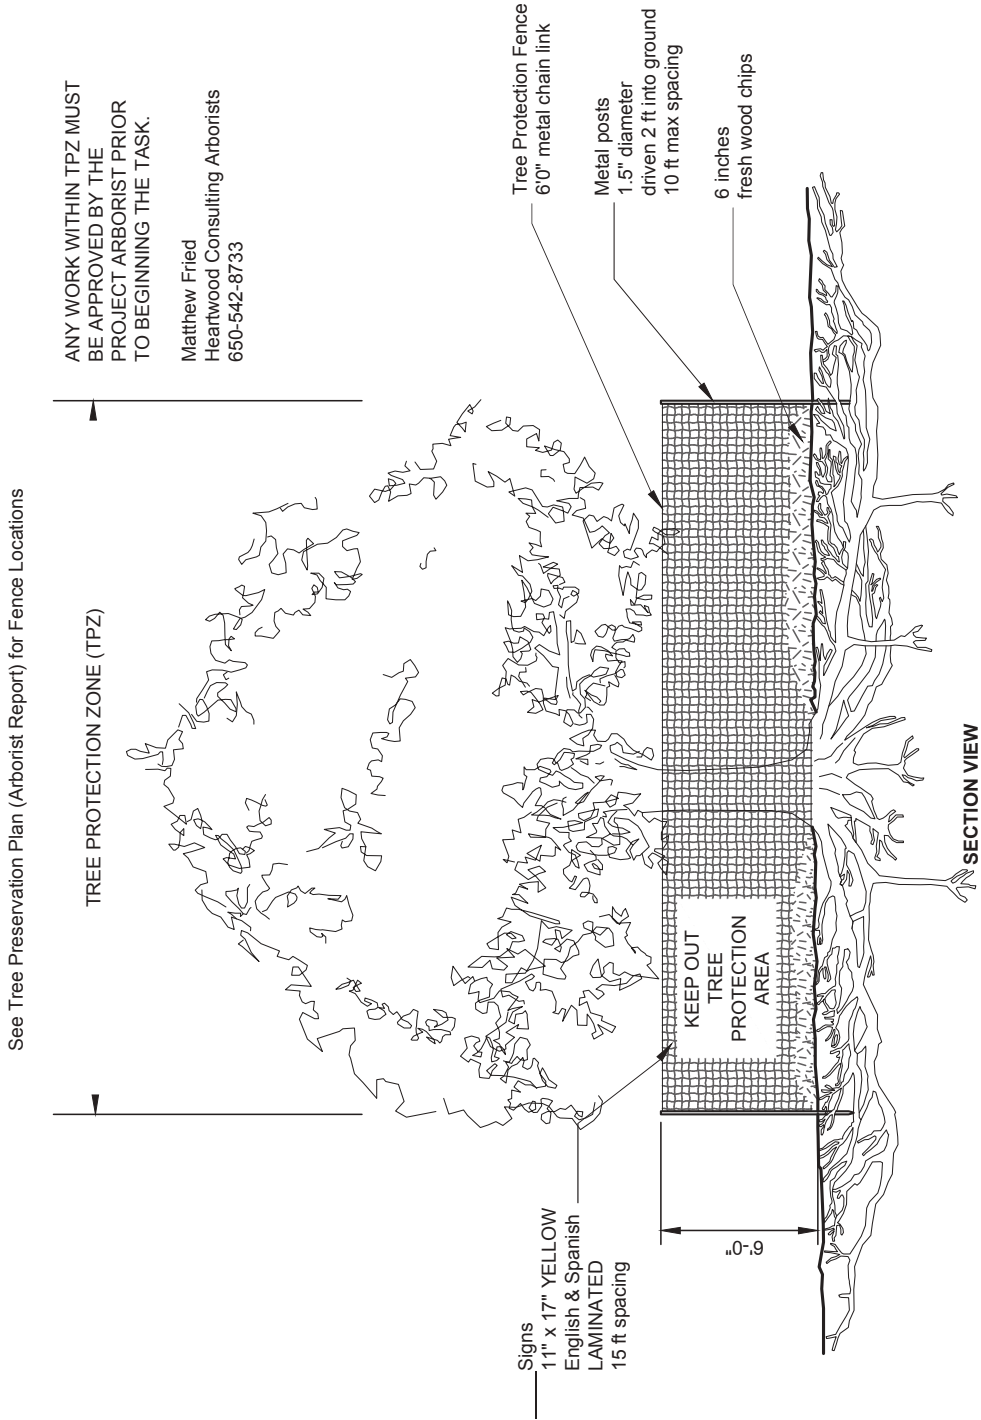 See Tree Preservation Plan (Arborist Report) for Fence Locations
TREE PROTECTION ZONE (TPZ)
ANY WORK WITHIN TPZ MUST
BE APPROVED BY THE
PROJECT ARBORIST PRIOR
TO BEGINNING THE TASK.
Matthew Fried
Heartwood Consulting Arborists
650-542-8733
Tree Protection Fence
6'0" metal chain link
Metal posts
1.5" diameter
driven 2 ft into ground
10 ft max spacing
6 inches
fresh wood chips
Signs
11" x 17" YELLOW
English & Spanish
LAMINATED
15 ft spacing
KEEP OUT
TREE
PROTECTION
AREA
6'-0"
SECTION VIEW